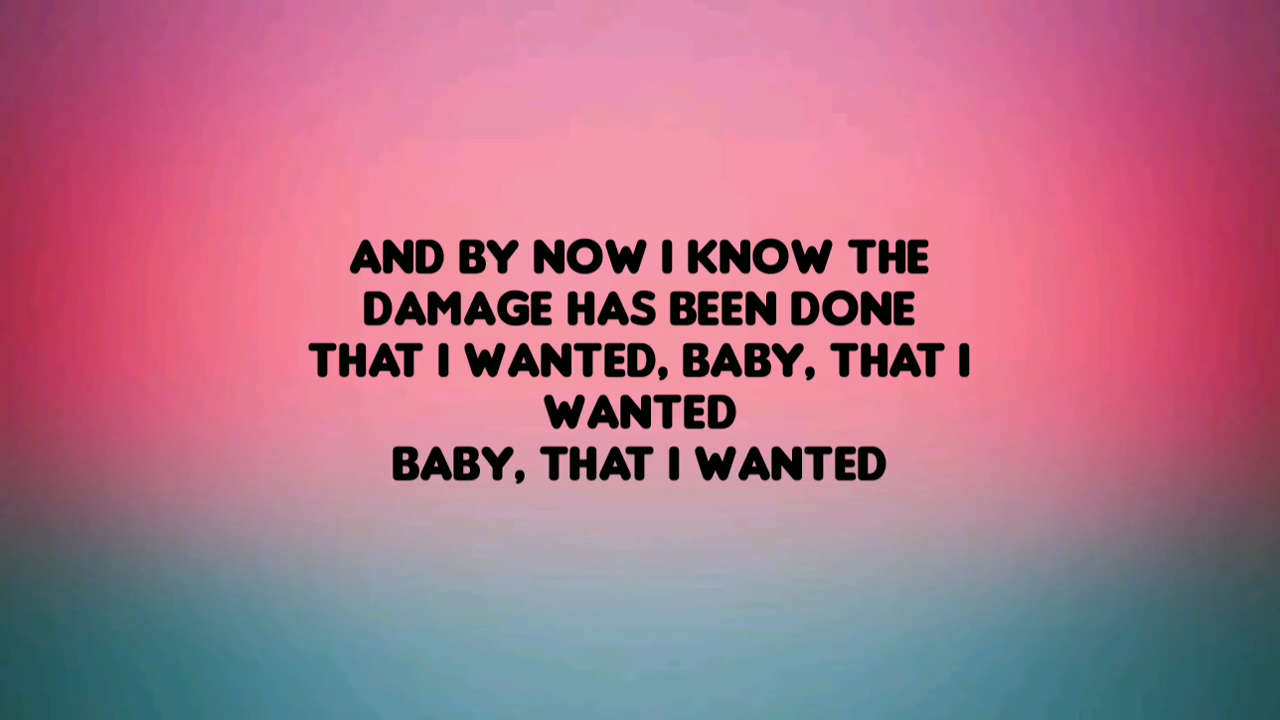 AND BY NOW I KNOW THE
DAMAGE HAS BEEN DONE
THAT I WANTED, BABY, THAT I
WANTED
BABY, THAT I WANTED